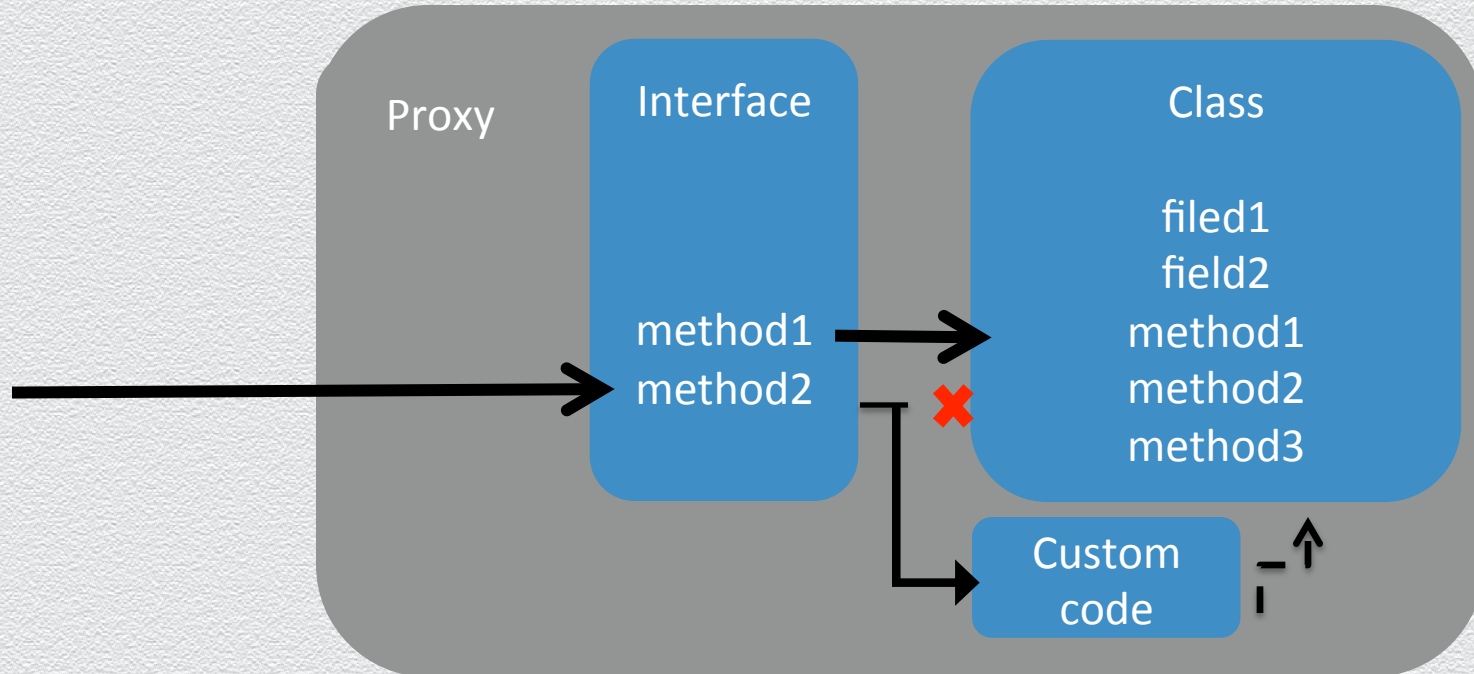 Proxy
Interface
method1
method2
Class
filed1
field2
method1
method2
method3
Custom
code